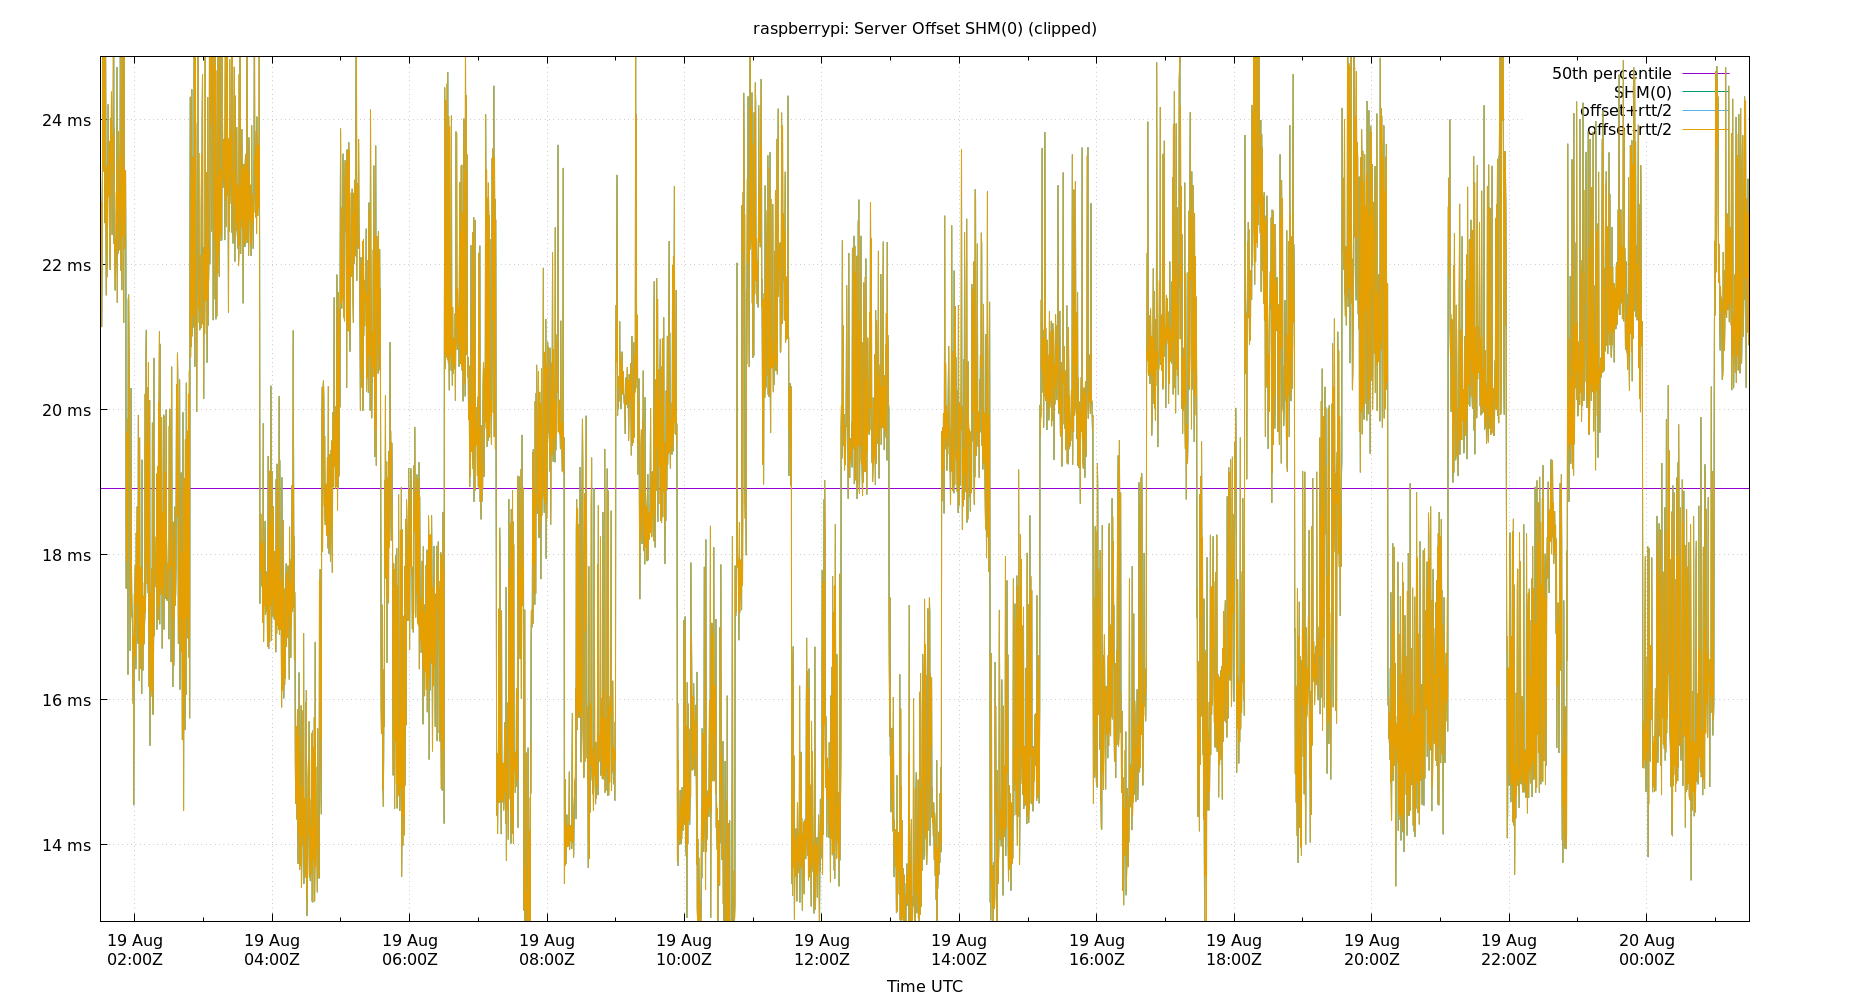 raspberrypi: Server Offset SHM(0) (clipped)
50th percentile
SHM(0)
offset+rtt/2
offset-rtt/2
24 ms
22 ms
20 ms
18 ms
16 ms
14 ms
19 Aug 19 Aug 19 Aug 19 Aug 19 Aug 19 Aug 19 Aug 19 Aug 19 Aug 19 Aug 19 Aug 20 Aug
02:00Z 04:00Z 06:00Z 08:00Z 10:00Z 12:00Z 14:00Z 16:00Z 18:00Z 20:00Z 22:00Z 00:00Z
Time UTC